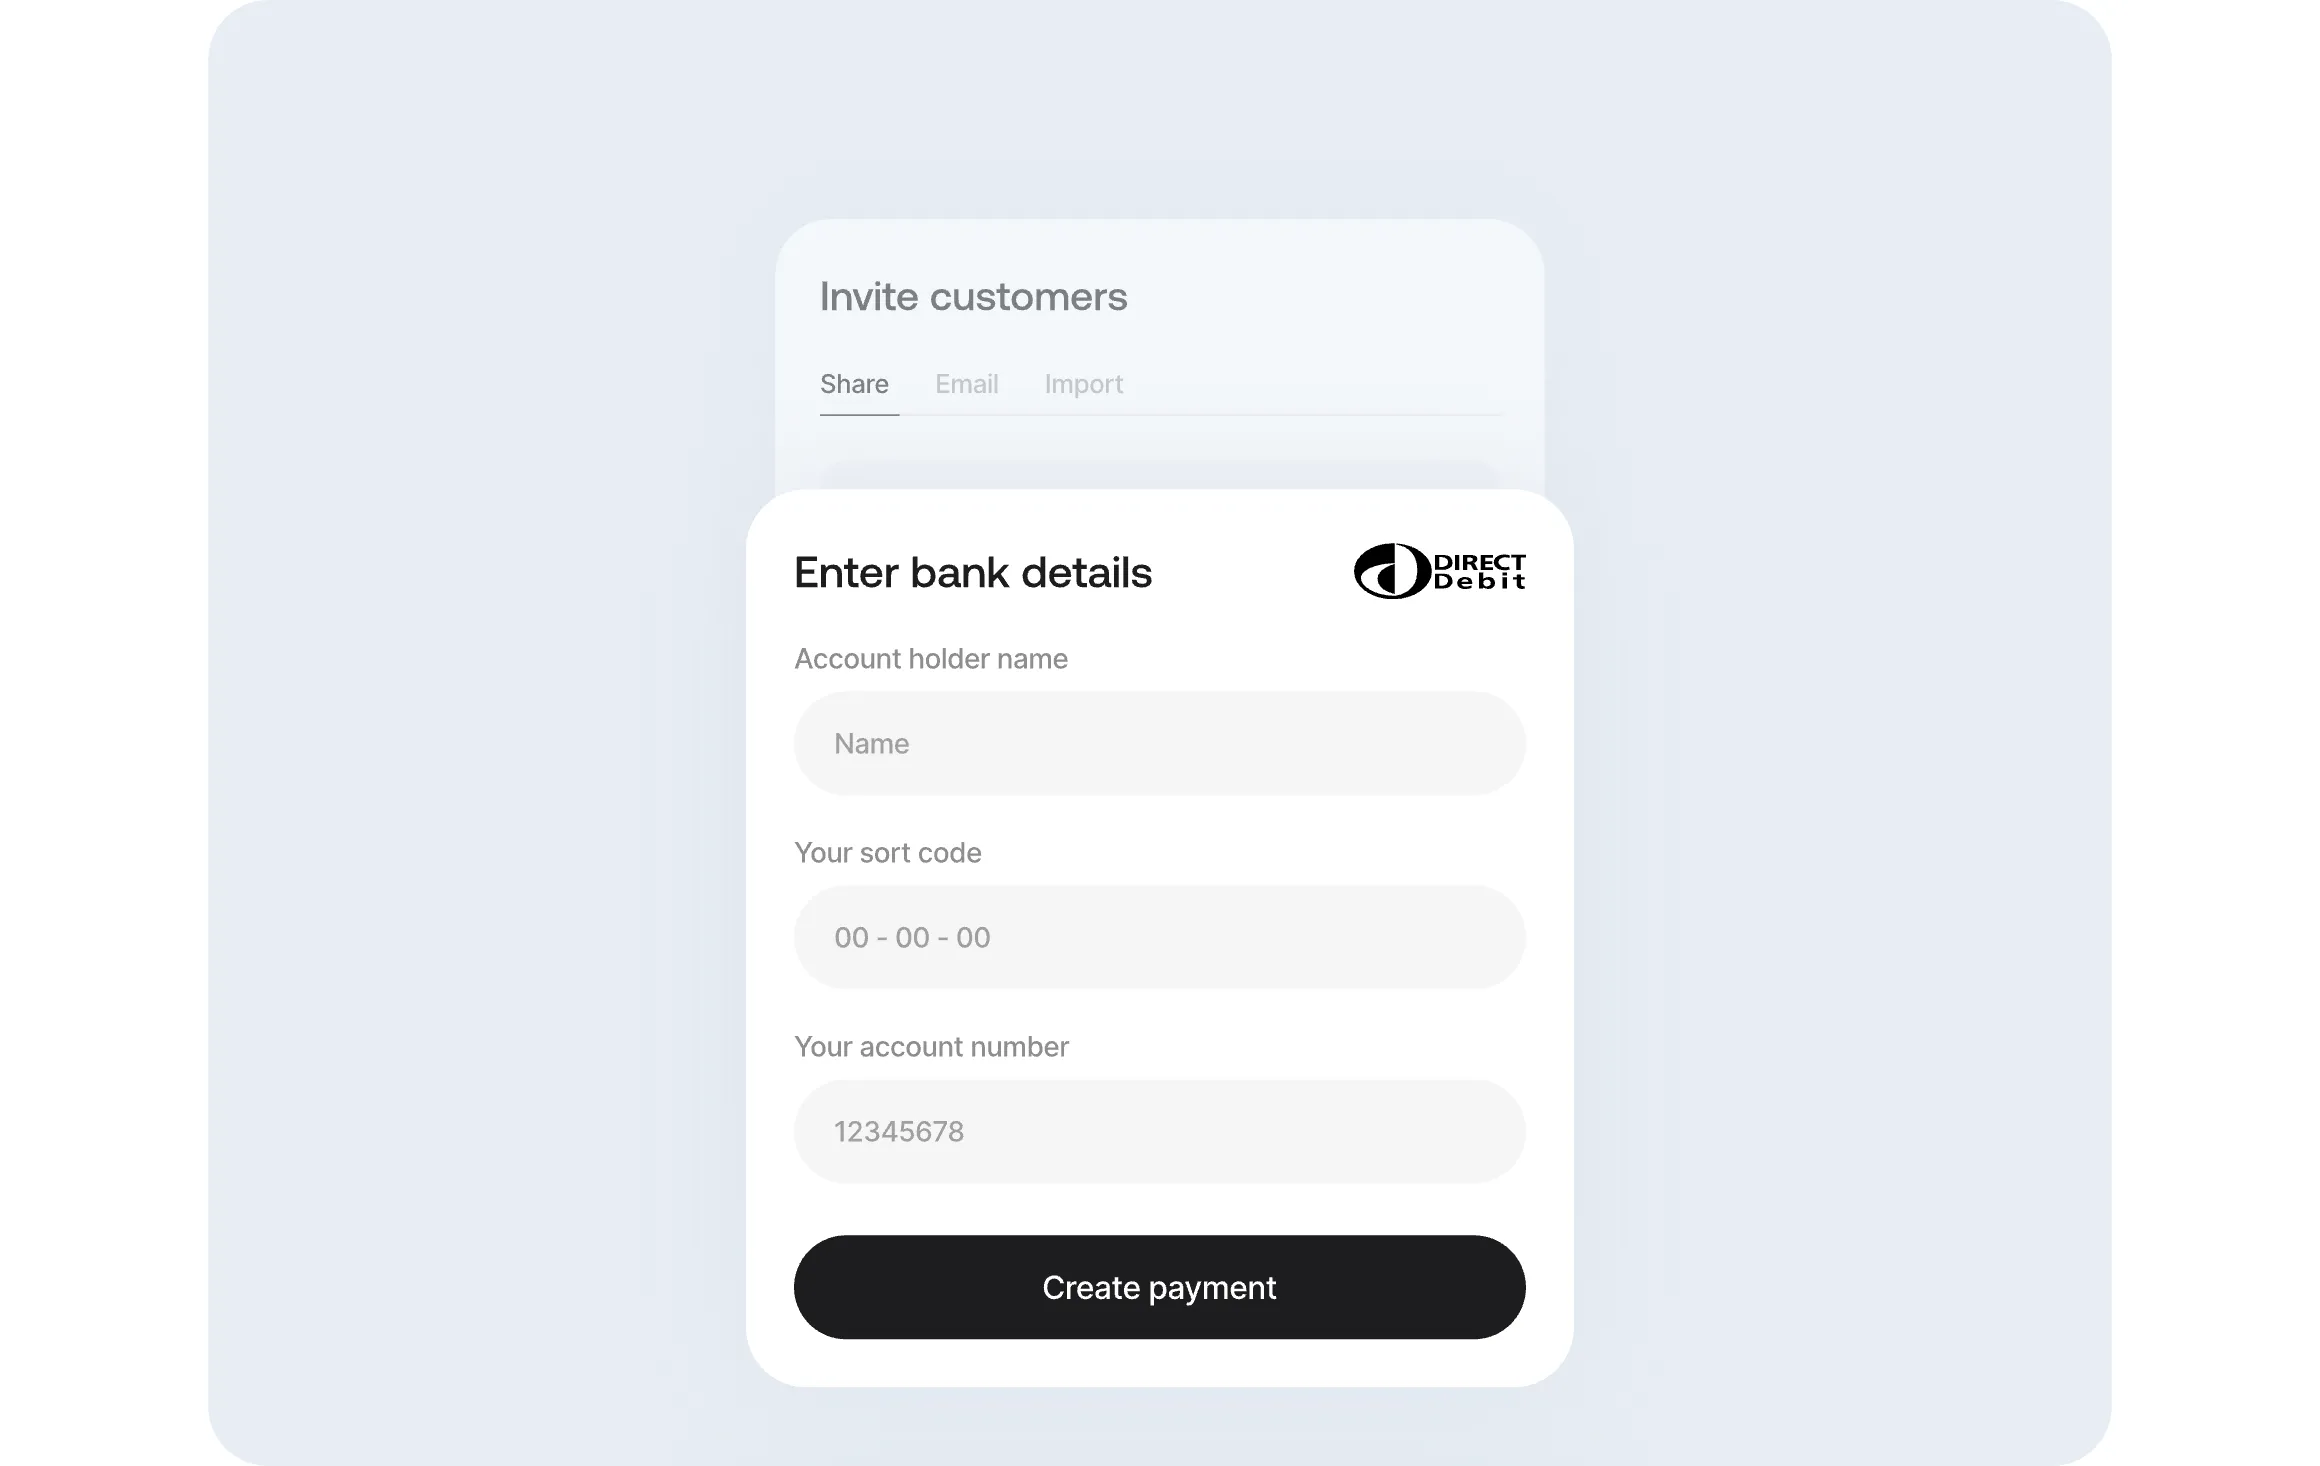 Invite customers
Share Email Import
Enter bank details
DIRECT
Debit
Account holder name
Name
Your sort code
00 - 00 - 00
Your account number
12345678
Create payment